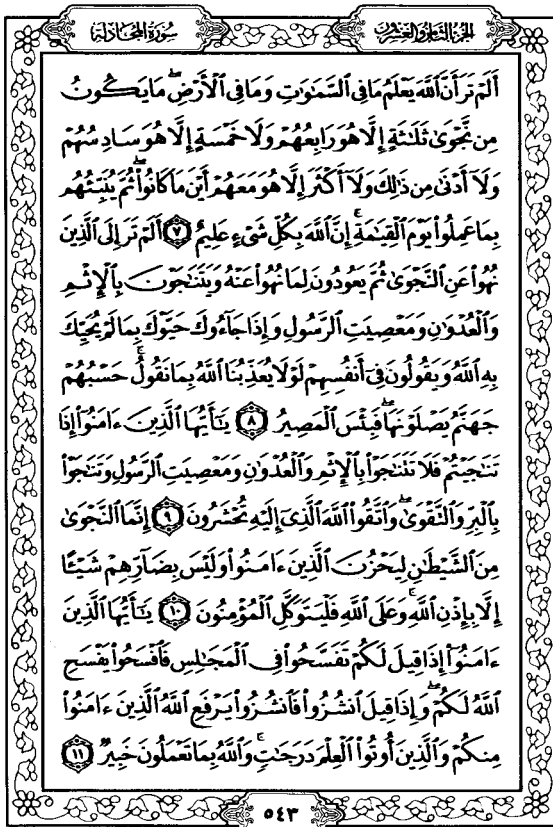 الجزء الثامن والعشرون
سورة المجادلة
أَلَمْ تَرَ أَنَّ ٱللَّهَ يَعْلَمُ مَا فِى ٱلسَّمَٰوَٰتِ وَمَا فِى ٱلْأَرْضِ ۖ مَا يَكُونُ
مِن نَّجْوَىٰ ثَلَٰثَةٍ إِلَّا هُوَ رَابِعُهُمْ وَلَا خَمْسَةٍ إِلَّا هُوَ سَادِسُهُمْ
وَلَآ أَدْنَىٰ مِن ذَٰلِكَ وَلَآ أَكْثَرَ إِلَّا هُوَ مَعَهُمْ أَيْنَ مَا كَانُوا۟ ۖ ثُمَّ يُنَبِّئُهُم
بِمَا عَمِلُوا۟ يَوْمَ ٱلْقِيَٰمَةِ ۚ إِنَّ ٱللَّهَ بِكُلِّ شَىْءٍ عَلِيمٌ ٧ أَلَمْ تَرَ إِلَى ٱلَّذِينَ
نُهُوا۟ عَنِ ٱلنَّجْوَىٰ ثُمَّ يَعُودُونَ لِمَا نُهُوا۟ عَنْهُ وَيَتَنَٰجَوْنَ بِٱلْإِثْمِ
وَٱلْعُدْوَٰنِ وَمَعْصِيَتِ ٱلرَّسُولِ وَإِذَا جَآءُوكَ حَيَّوْكَ بِمَا لَمْ يُحَيِّكَ
بِهِ ٱللَّهُ وَيَقُولُونَ فِىٓ أَنفُسِهِمْ لَوْلَا يُعَذِّبُنَا ٱللَّهُ بِمَا نَقُولُ ۚ حَسْبُهُمْ
جَهَنَّمُ يَصْلَوْنَهَا ۖ فَبِئْسَ ٱلْمَصِيرُ ٨ يَٰٓأَيُّهَا ٱلَّذِينَ ءَامَنُوٓا۟ إِذَا
تَنَٰجَيْتُمْ فَلَا تَتَنَٰجَوْا۟ بِٱلْإِثْمِ وَٱلْعُدْوَٰنِ وَمَعْصِيَتِ ٱلرَّسُولِ وَتَنَٰجَوْا۟
بِٱلْبِرِّ وَٱلتَّقْوَىٰ ۖ وَٱتَّقُوا۟ ٱللَّهَ ٱلَّذِىٓ إِلَيْهِ تُحْشَرُونَ ٩ إِنَّمَا ٱلنَّجْوَىٰ
مِنَ ٱلشَّيْطَٰنِ لِيَحْزُنَ ٱلَّذِينَ ءَامَنُوا۟ وَلَيْسَ بِضَآرِّهِمْ شَيْـًٔا
إِلَّا بِإِذْنِ ٱللَّهِ ۚ وَعَلَى ٱللَّهِ فَلْيَتَوَكَّلِ ٱلْمُؤْمِنُونَ ١٠ يَٰٓأَيُّهَا ٱلَّذِينَ
ءَامَنُوٓا۟ إِذَا قِيلَ لَكُمْ تَفَسَّحُوا۟ فِى ٱلْمَجَٰلِسِ فَٱفْسَحُوا۟ يَفْسَحِ
ٱللَّهُ لَكُمْ ۖ وَإِذَا قِيلَ ٱنشُزُوا۟ فَٱنشُزُوا۟ يَرْفَعِ ٱللَّهُ ٱلَّذِينَ ءَامَنُوا۟
مِنكُمْ وَٱلَّذِينَ أُوتُوا۟ ٱلْعِلْمَ دَرَجَٰتٍ ۚ وَٱللَّهُ بِمَا تَعْمَلُونَ خَبِيرٌ ١١
٥٤٣